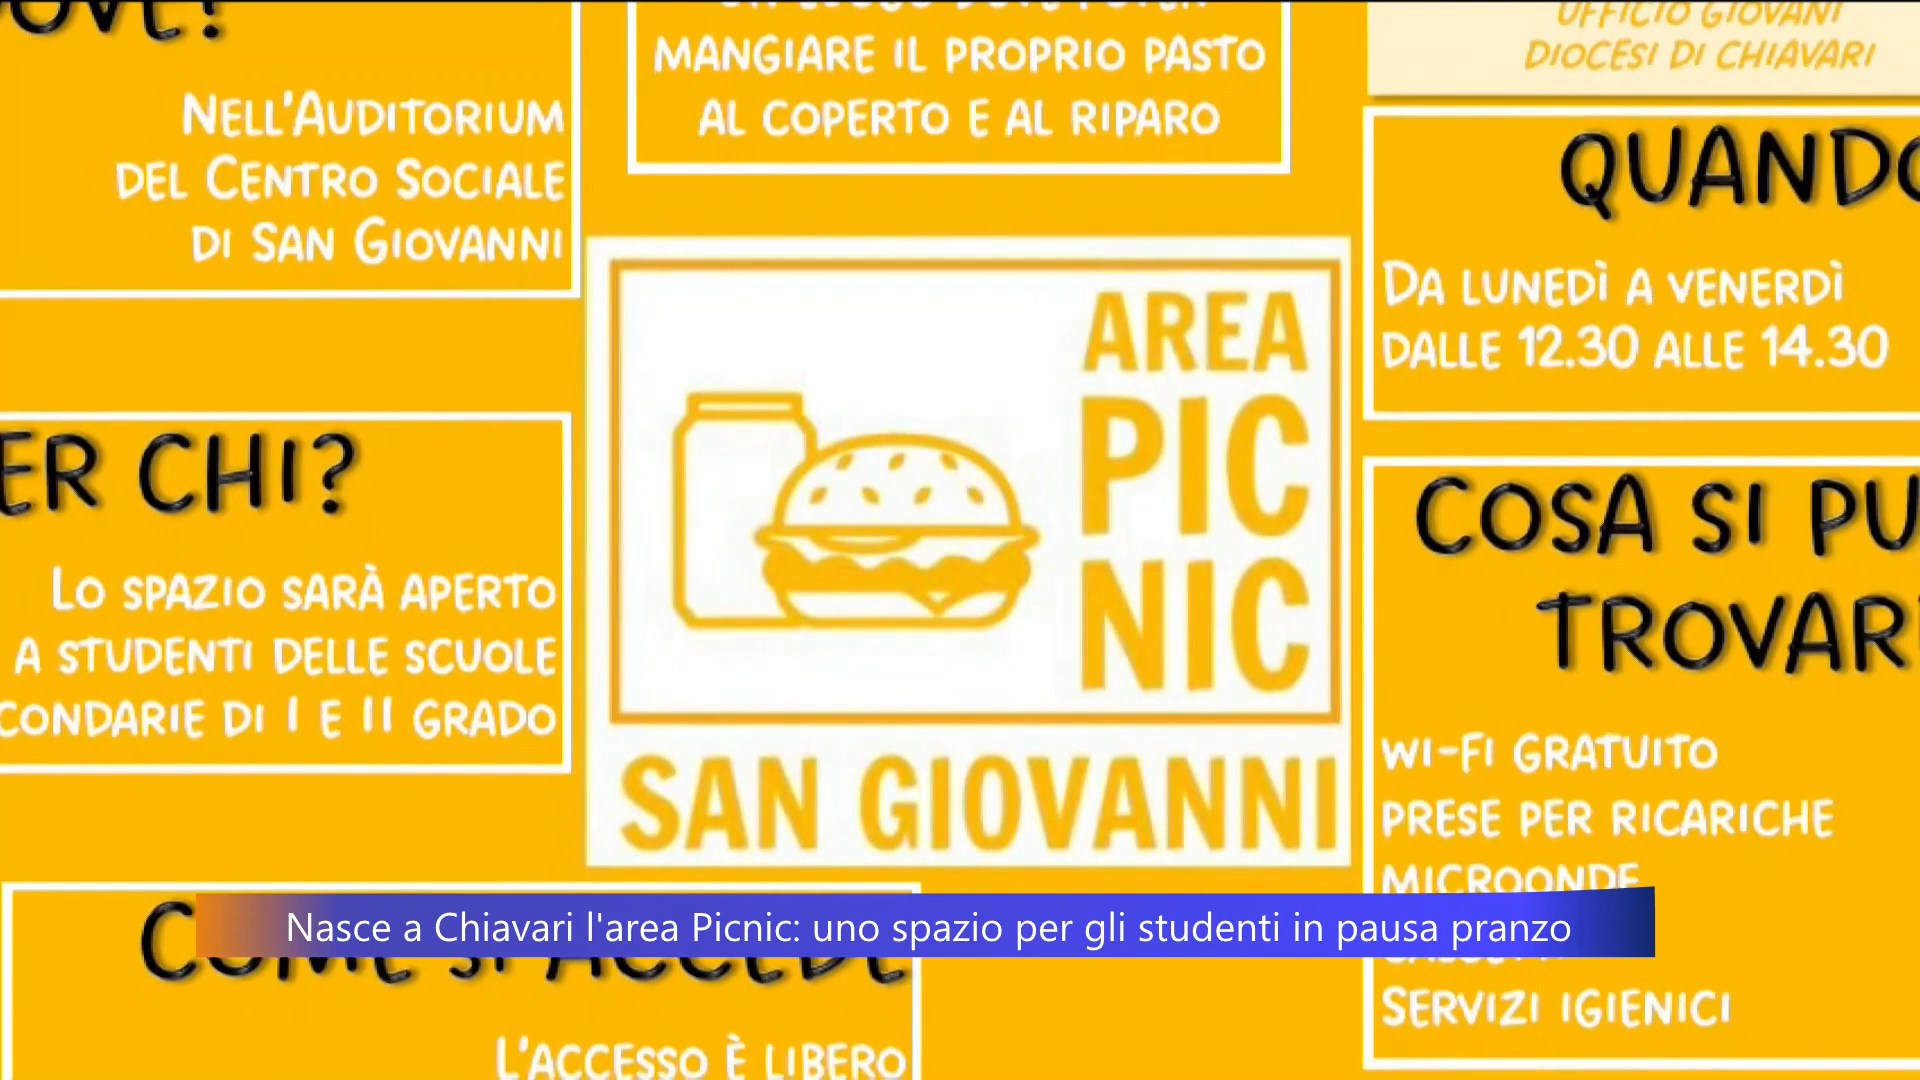 MANGIARE IL PROPRIO PASTO
AL COPERTO E AL RIPARO
UFFICIO GIOVANI
DIOCESI DI CHIAVARI
NELL'AUDITORIUM
DEL CENTRO SOCIALE
DI SAN GIOVANNI
QUANDO
DA LUNEDÌ A VENERDÌ
DALLE 12.30 ALLE 14.30
ER CHI?
LO SPAZIO SARÀ APERTO
A STUDENTI DELLE SCUOLE
CONDARIE DI I E II GRADO
AREA
PIC
NIC
SAN GIOVANNI
COSA SI PU
TROVAR
WI-FI GRATUITO
PRESE PER RICARICHE
MICROONDE
SERVIZI IGIENICI
Nasce a Chiavari l'area Picnic: uno spazio per gli studenti in pausa pranzo
COME SI ACCEDE
L'ACCESSO È LIBERO